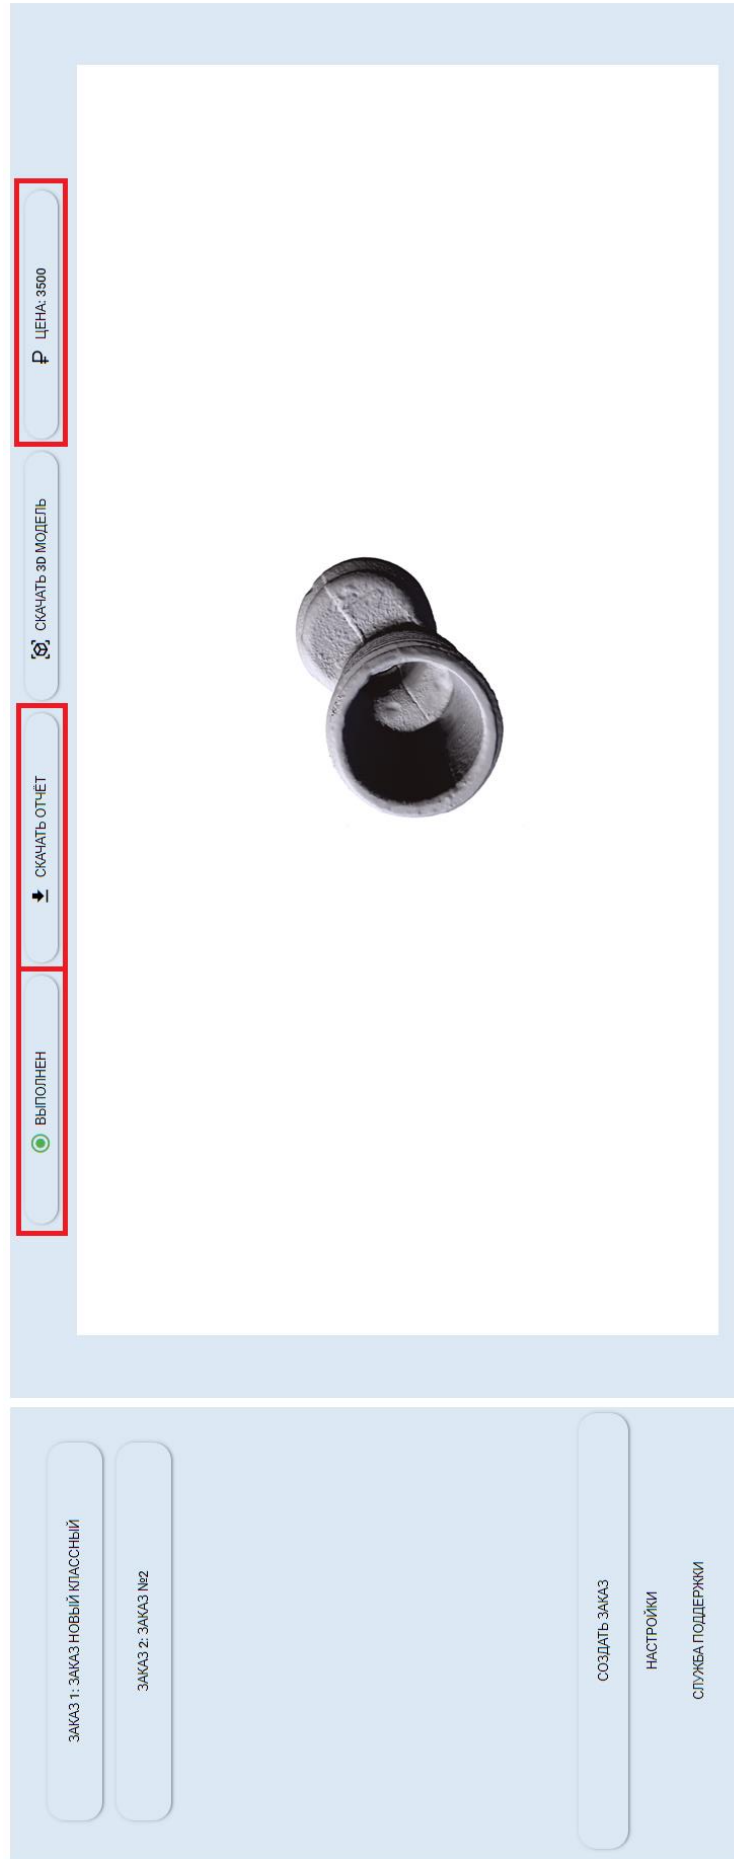 ЗАКАЗ 1: ЗАКАЗ НОВЫЙ КЛАССНЫЙ
ЗАКАЗ 2: ЗАКАЗ №2
СОЗДАТЬ ЗАКАЗ
НАСТРОЙКИ
СЛУЖБА ПОДДЕРЖКИ
ВЫПОЛНЕН
СКАЧАТЬ ОТЧЁТ
СКАЧАТЬ 3D МОДЕЛЬ
₽ ЦЕНА: 3500